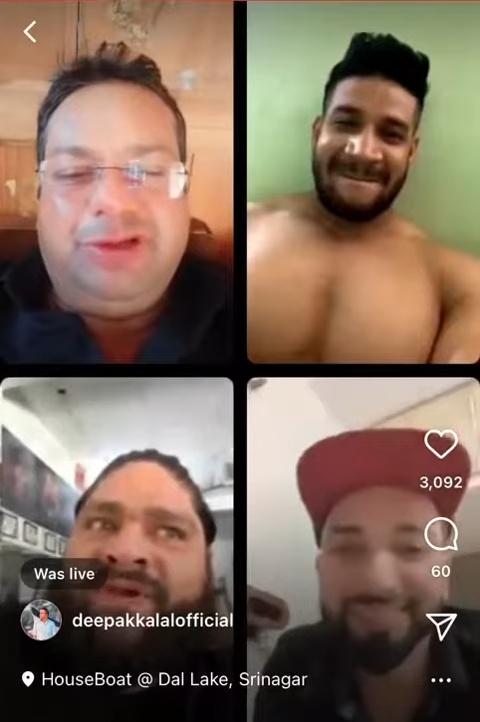 3,092
Was live
60
deepakkalalofficial
HouseBoat @ Dal Lake, Srinagar